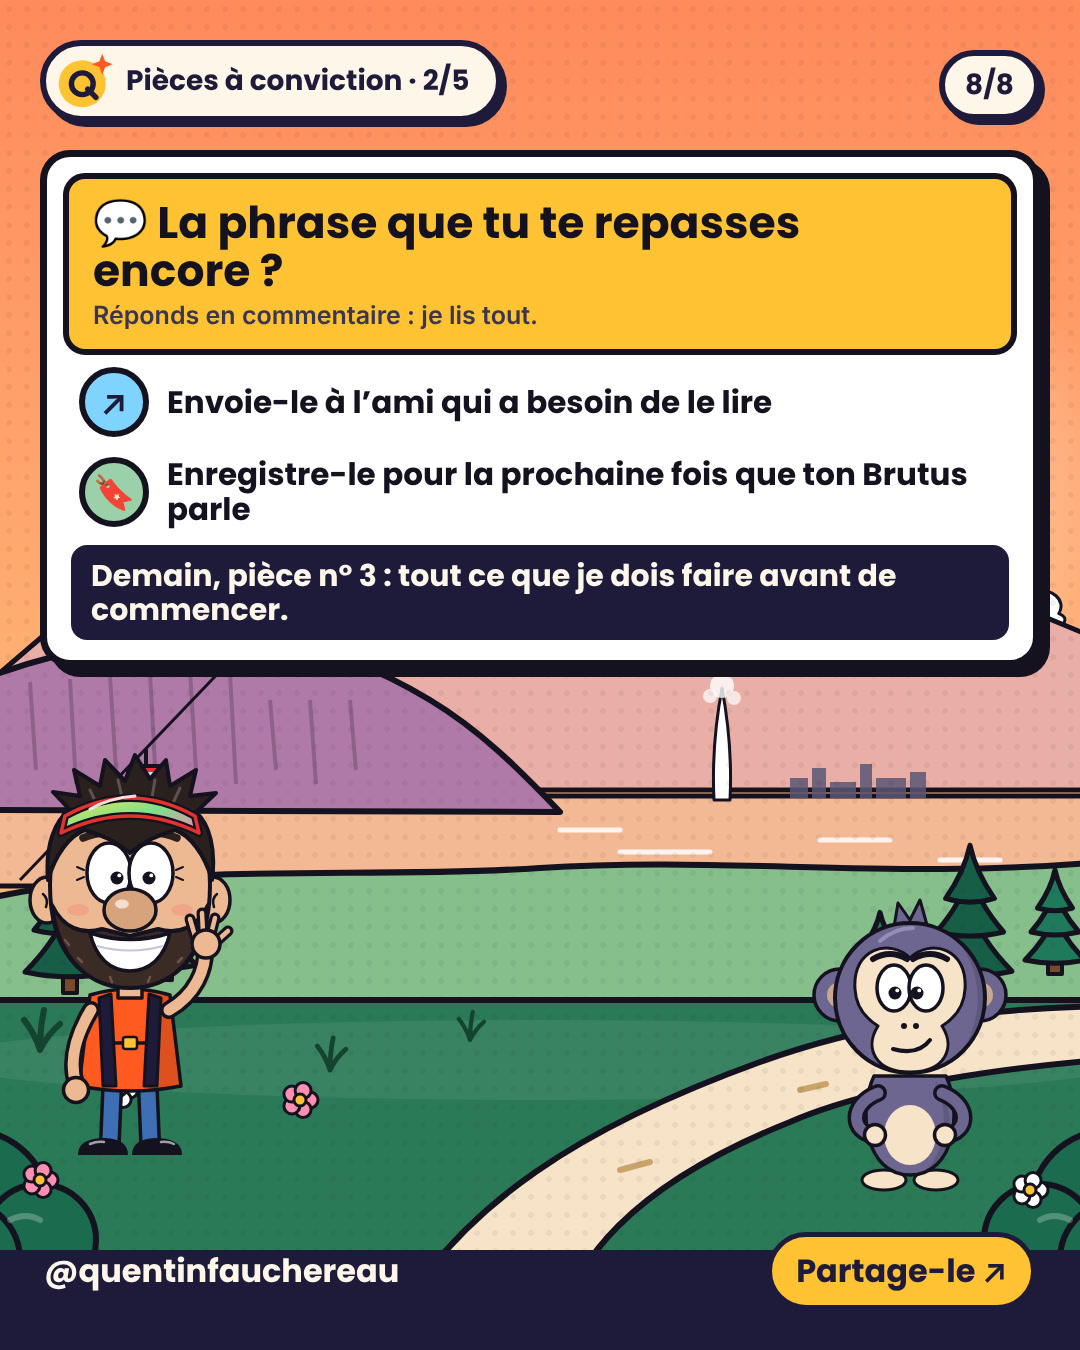 Q Pièces à conviction · 2/5
8/8
💬 La phrase que tu te repasses
encore ?
Réponds en commentaire : je lis tout.
Envoie-le à l’ami qui a besoin de le lire
Enregistre-le pour la prochaine fois que ton Brutus
parle
Demain, pièce n° 3 : tout ce que je dois faire avant de
commencer.
@quentinfauchereau
Partage-le ↗